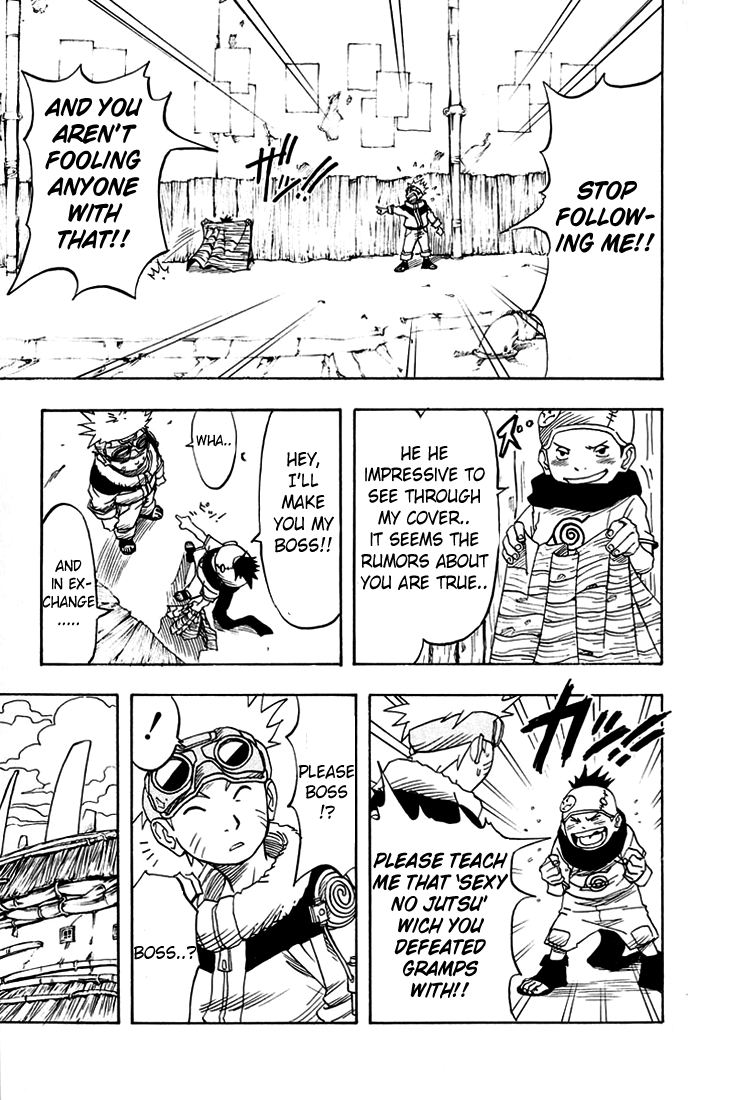 STOP
FOLLOW-
ING ME!!
AND YOU
AREN'T
FOOLING
ANYONE
WITH
THAT!!
HE HE
IMPRESSIVE TO
SEE THROUGH
MY COVER..
IT SEEMS THE
RUMORS ABOUT
YOU ARE TRUE..
HEY,
I'LL
MAKE
YOU MY
BOSS!!
WHA..
AND
IN EX-
CHANGE
.....
PLEASE TEACH
ME THAT 'SEXY
NO JUTSU'
WICH YOU
DEFEATED
GRAMPS
WITH!!
PLEASE
BOSS
!?
!
BOSS..?